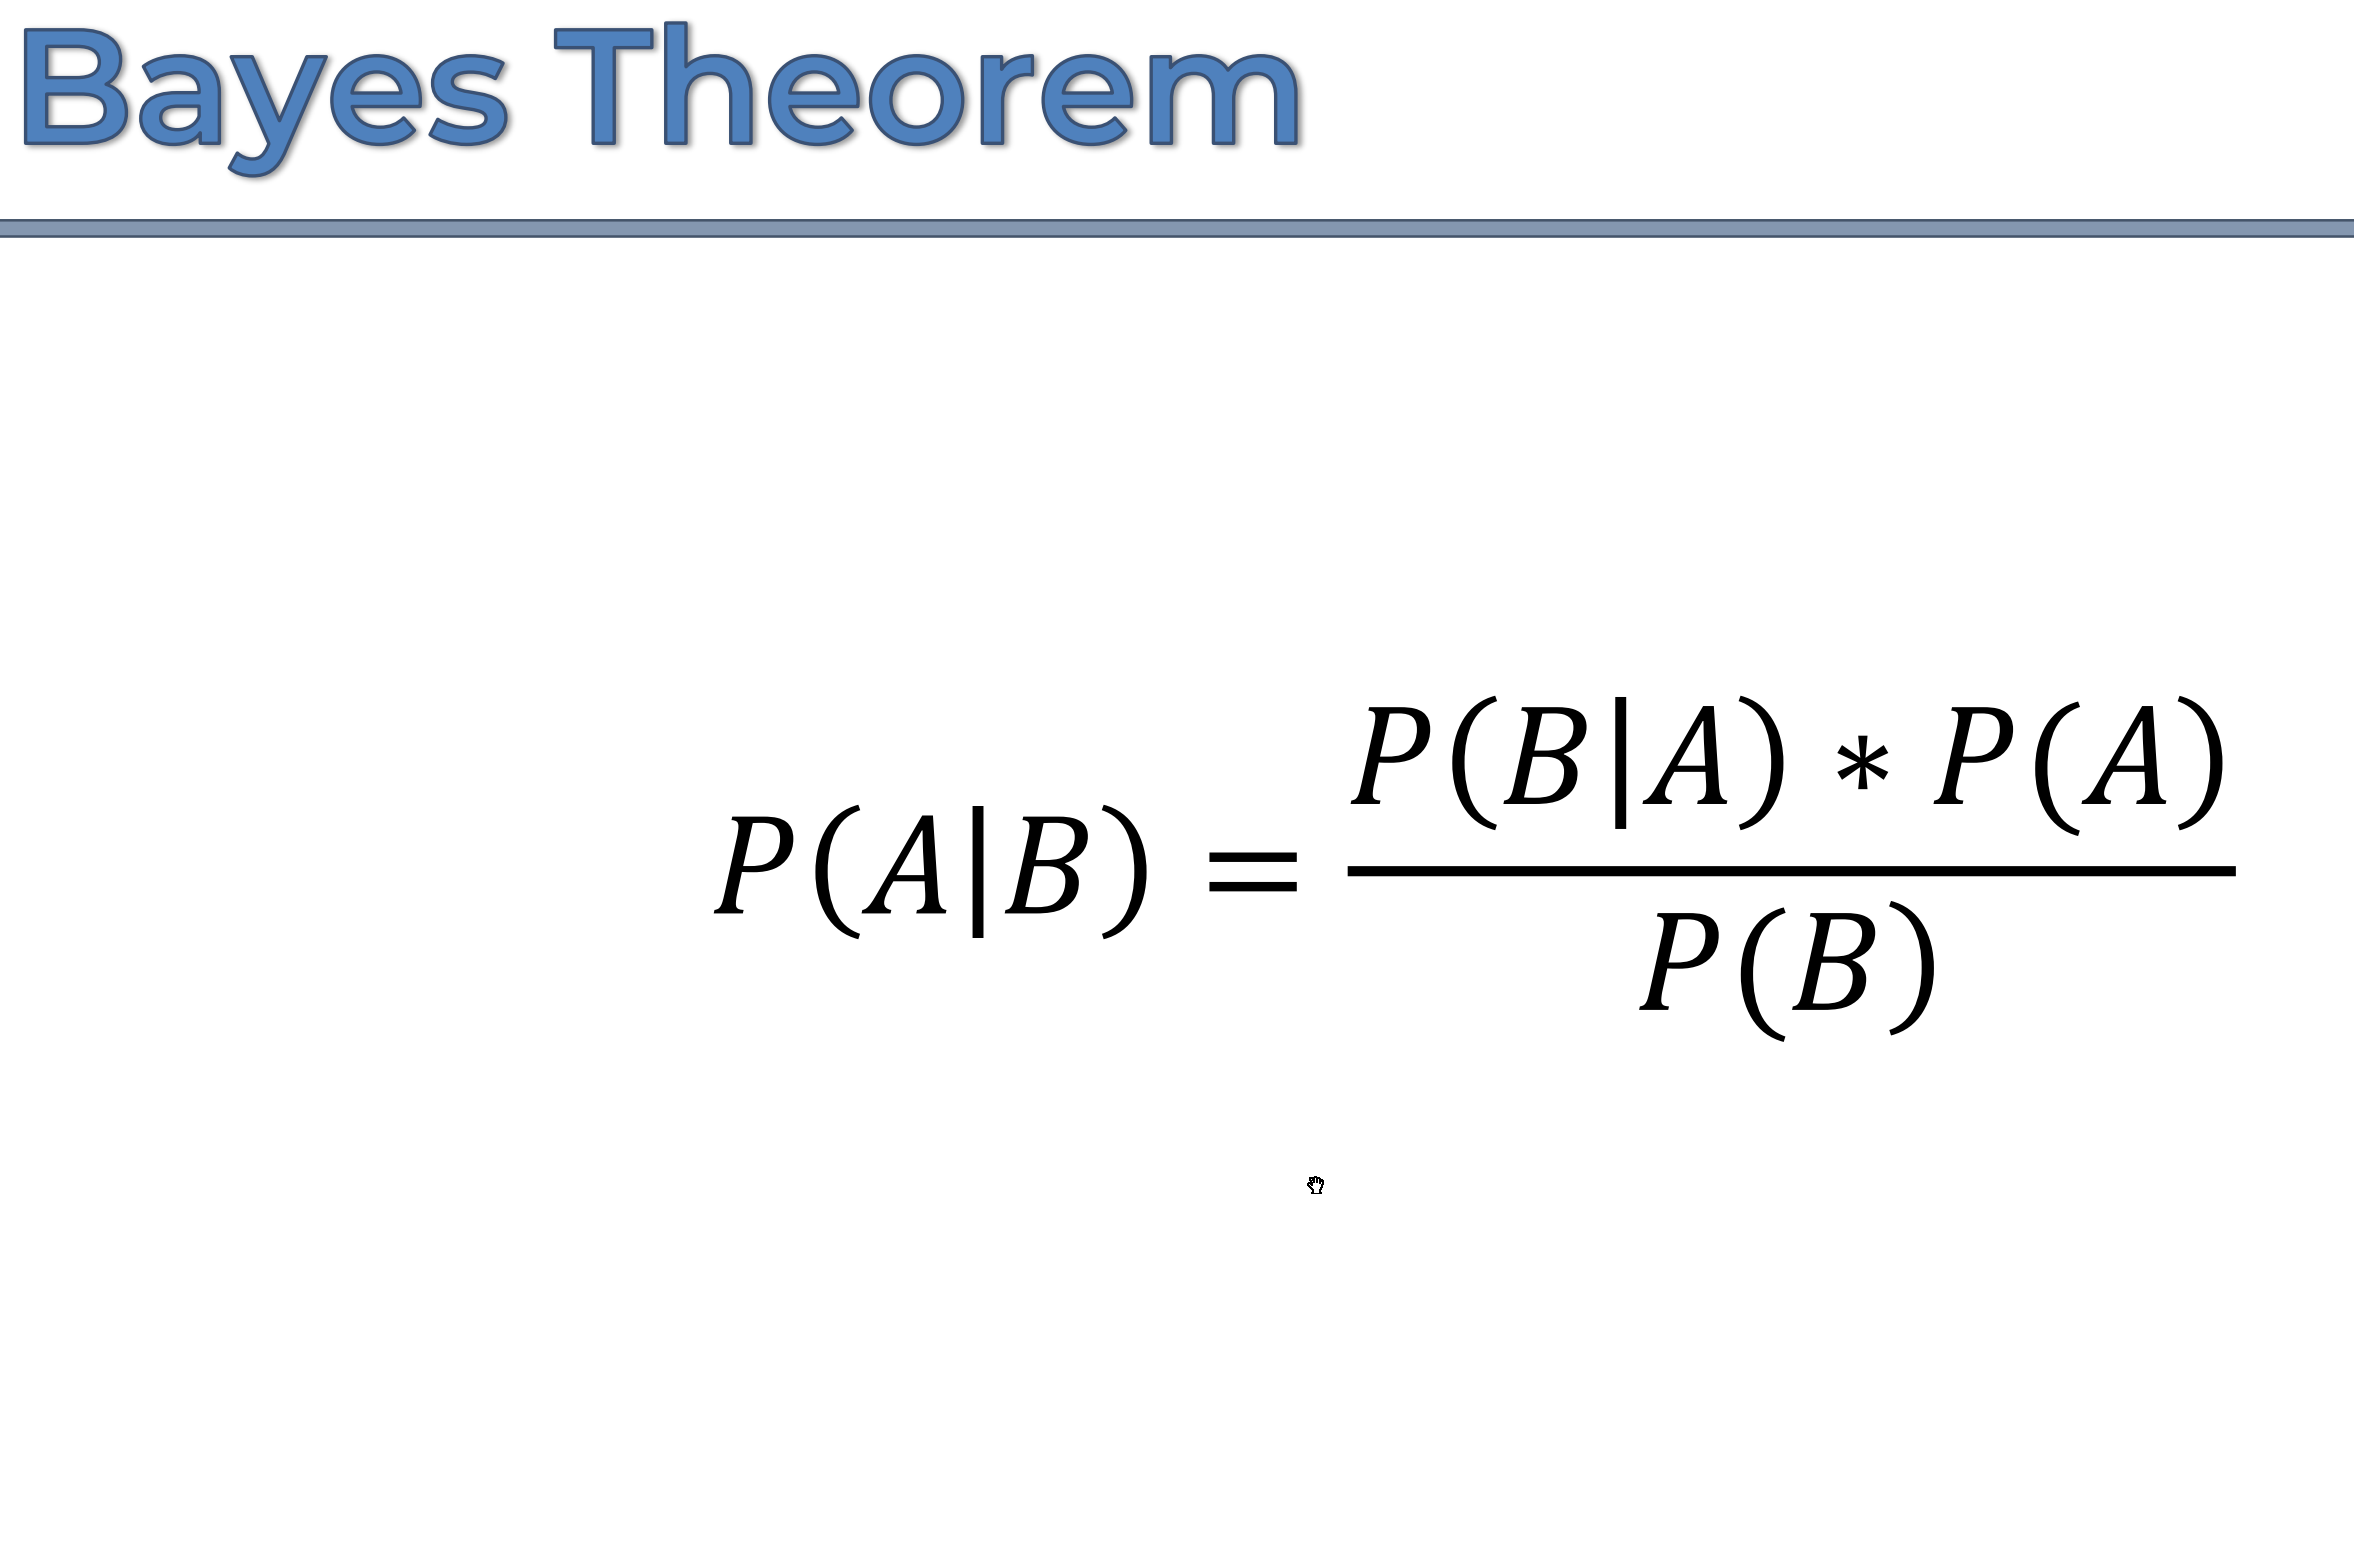 Bayes Theorem
P(A|B) = P(B|A) * P(A)
P(B)